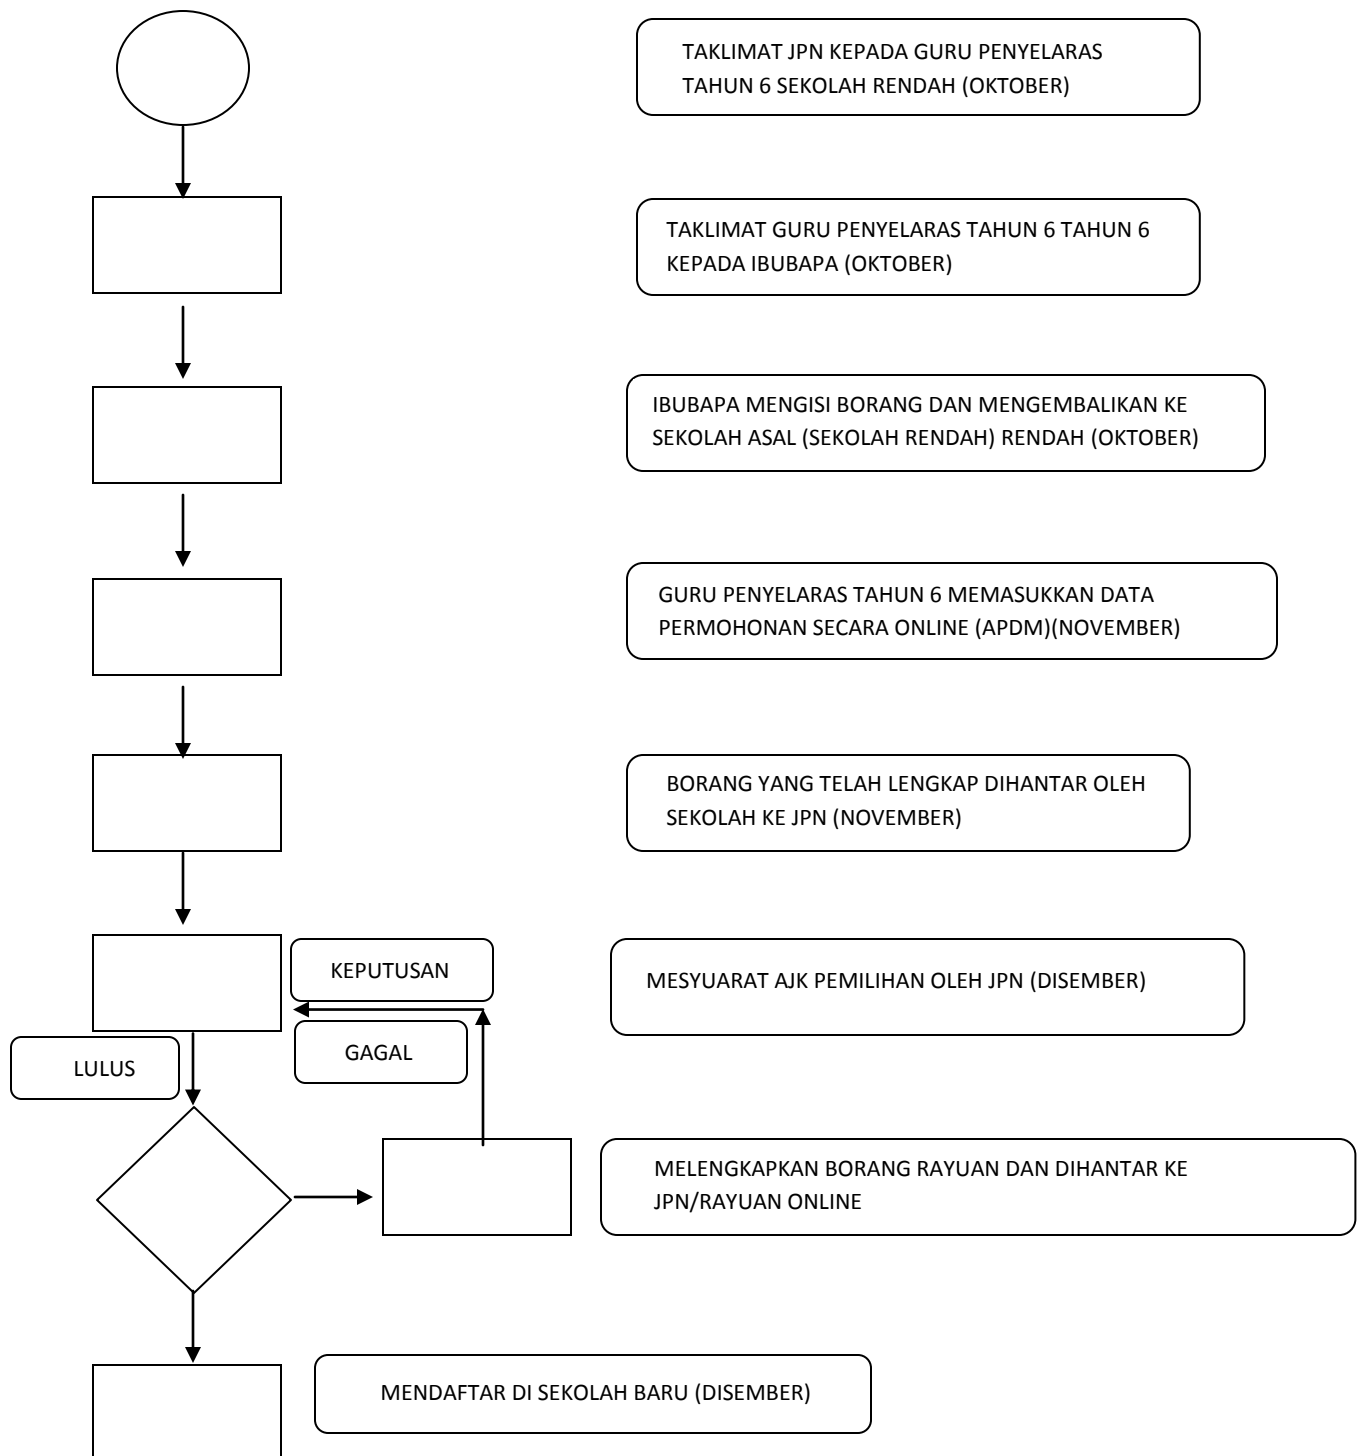 TAKLIMAT JPN KEPADA GURU PENYELARAS
TAHUN 6 SEKOLAH RENDAH (OKTOBER)
TAKLIMAT GURU PENYELARAS TAHUN 6 TAHUN 6
KEPADA IBUBAPA (OKTOBER)
IBUBAPA MENGISI BORANG DAN MENGEMBALIKAN KE
SEKOLAH ASAL (SEKOLAH RENDAH) RENDAH (OKTOBER)
GURU PENYELARAS TAHUN 6 MEMASUKKAN DATA
PERMOHONAN SECARA ONLINE (APDM)(NOVEMBER)
BORANG YANG TELAH LENGKAP DIHANTAR OLEH
SEKOLAH KE JPN (NOVEMBER)
KEPUTUSAN
MESYUARAT AJK PEMILIHAN OLEH JPN (DISEMBER)
GAGAL
LULUS
MELENGKAPKAN BORANG RAYUAN DAN DIHANTAR KE
JPN/RAYUAN ONLINE
MENDAFTAR DI SEKOLAH BARU (DISEMBER)